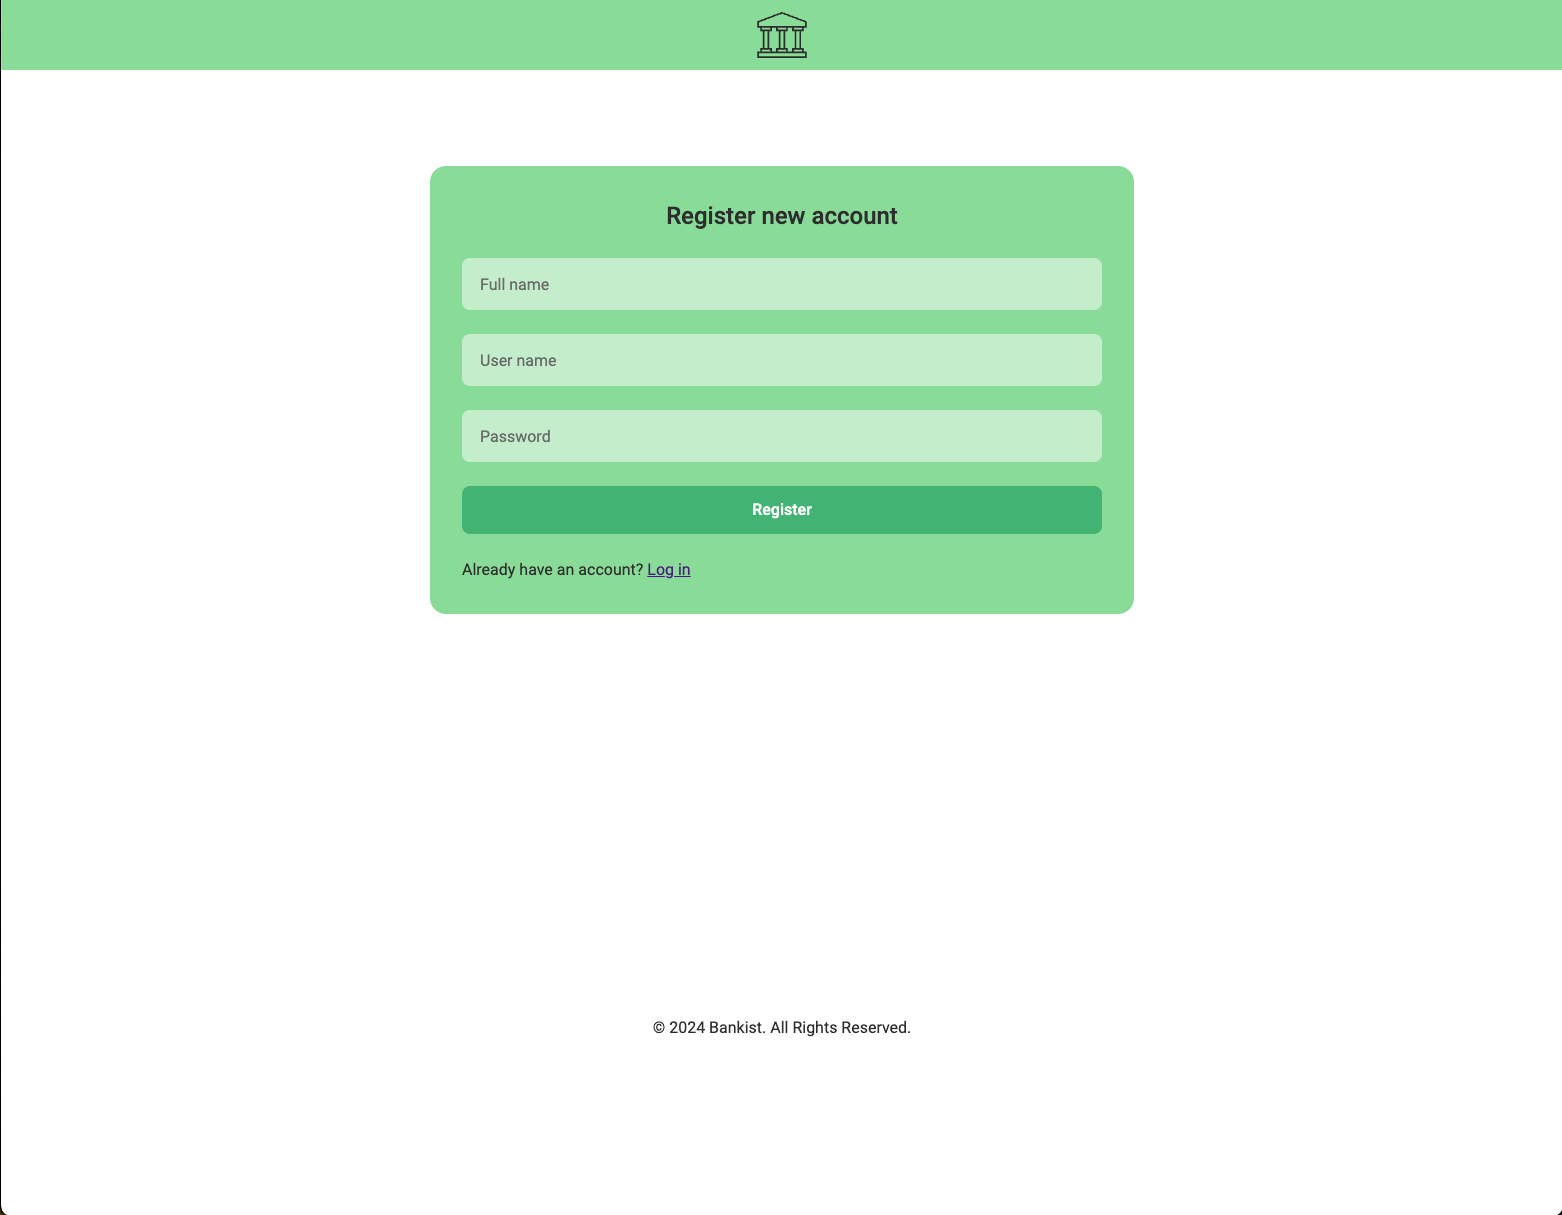 Register new account
Full name
User name
Password
Register
Already have an account? Log in
© 2024 Bankist. All Rights Reserved.